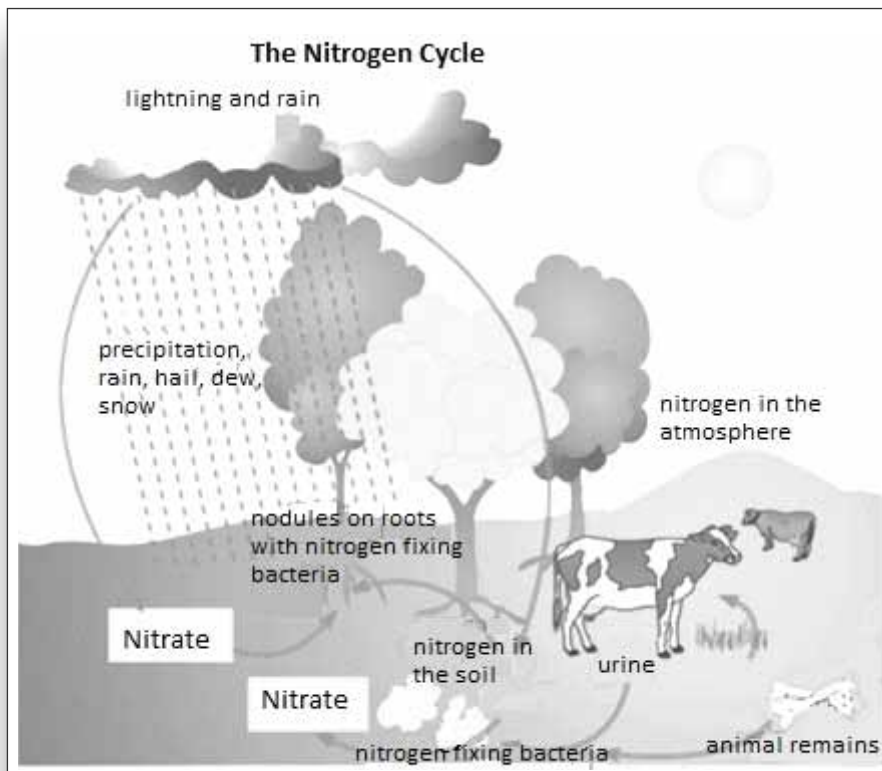 The Nitrogen Cycle
lightning and rain
precipitation,
rain, hail, dew,
snow
nitrogen in the
atmosphere
nodules on roots
with nitrogen fixing
bacteria
Nitrate
nitrogen in
the soil
urine
Nitrate
nitrogen fixing bacteria
animal remains